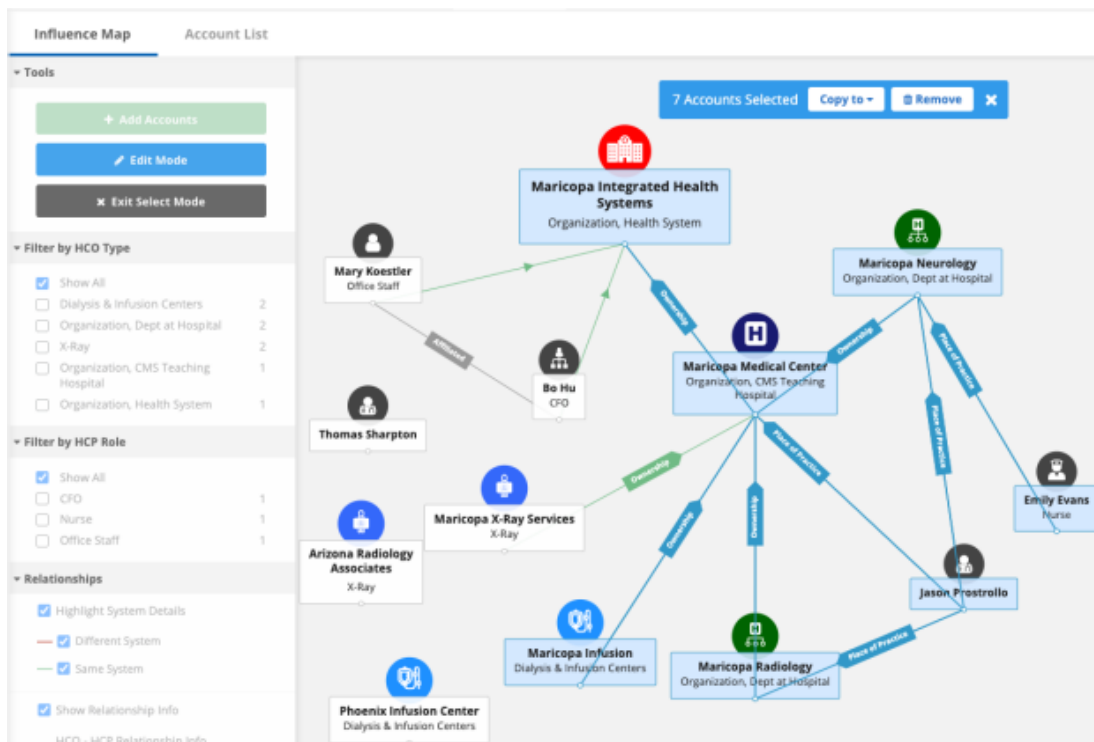 Influence Map
Account List
Tools
+ Add Accounts
Edit Mode
× Exit Select Mode
Filter by HCO Type
Show All
Dialysis & Infusion Centers 2
Organization, Dept at Hospital 2
X-Ray 2
Organization, CMS Teaching 1
Hospital
Organization, Health System 1
Filter by HCP Role
Show All
CFO 1
Nurse 1
Office Staff 1
Relationships
Highlight System Details
Different System
Same System
Show Relationship Info
HCO - HCP Relationship Info
7 Accounts Selected
Copy to
Remove
×
Maricopa Integrated Health
Systems
Organization, Health System
H
Maricopa Neurology
Organization, Dept at Hospital
Mary Koestler
Office Staff
Ownership
Ownership
Place of Practice
Affiliated
H
Maricopa Medical Center
Organization, CMS Teaching
Hospital
Bo Hu
CFO
Thomas Sharpton
Place of Practice
Place of Practice
Ownership
Maricopa X-Ray Services
X-Ray
Emily Evans
Nurse
Ownership
Ownership
Arizona Radiology
Associates
X-Ray
Jason Prostrollo
Place of Practice
Maricopa Infusion
Dialysis & Infusion Centers
H
Maricopa Radiology
Organization, Dept at Hospital
Phoenix Infusion Center
Dialysis & Infusion Centers